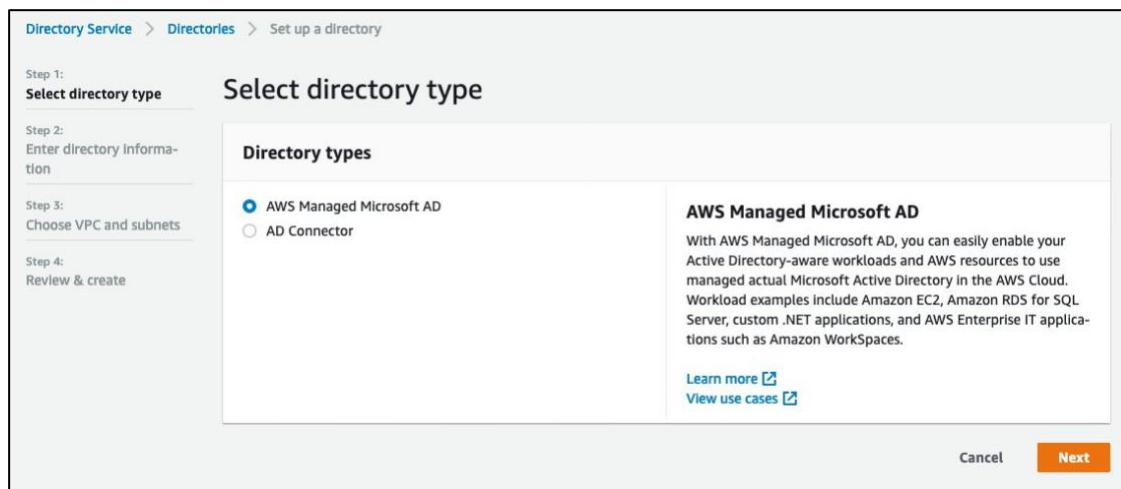 Directory Service > Directories > Set up a directory
Step 1:
Select directory type
Step 2:
Enter directory informa-
tion
Step 3:
Choose VPC and subnets
Step 4:
Review & create
Select directory type
Directory types
AWS Managed Microsoft AD
AD Connector
AWS Managed Microsoft AD
With AWS Managed Microsoft AD, you can easily enable your
Active Directory-aware workloads and AWS resources to use
managed actual Microsoft Active Directory in the AWS Cloud.
Workload examples include Amazon EC2, Amazon RDS for SQL
Server, custom .NET applications, and AWS Enterprise IT applica-
tions such as Amazon WorkSpaces.
Learn more
View use cases
Cancel
Next